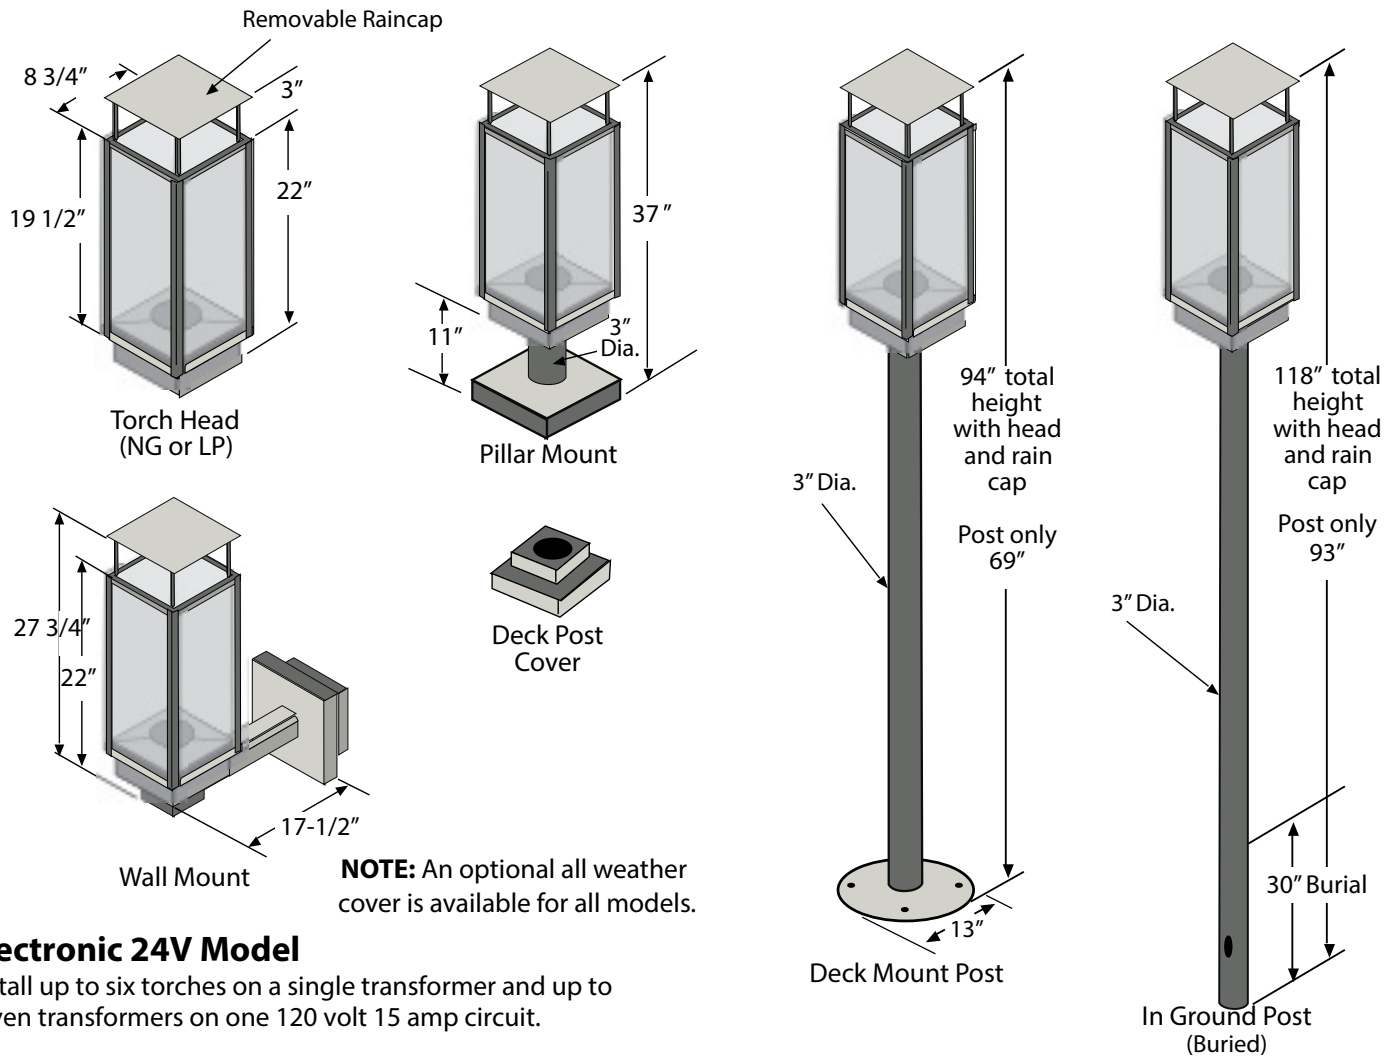 Removable Raincap
8 3/4”
3”
22”
19 1/2”
Torch Head
(NG or LP)
37 ”
11”
3”
Dia.
Pillar Mount
27 3/4”
22”
17-1/2”
Wall Mount
Deck Post
Cover
NOTE: An optional all weather
cover is available for all models.
94” total
height
with head
and rain
cap
3” Dia.
Post only
69”
13”
Deck Mount Post
118” total
height
with head
and rain
cap
Post only
93”
3” Dia.
30” Burial
In Ground Post
(Buried)
ectronic 24V Model
tall up to six torches on a single transformer and up to
ven transformers on one 120 volt 15 amp circuit.